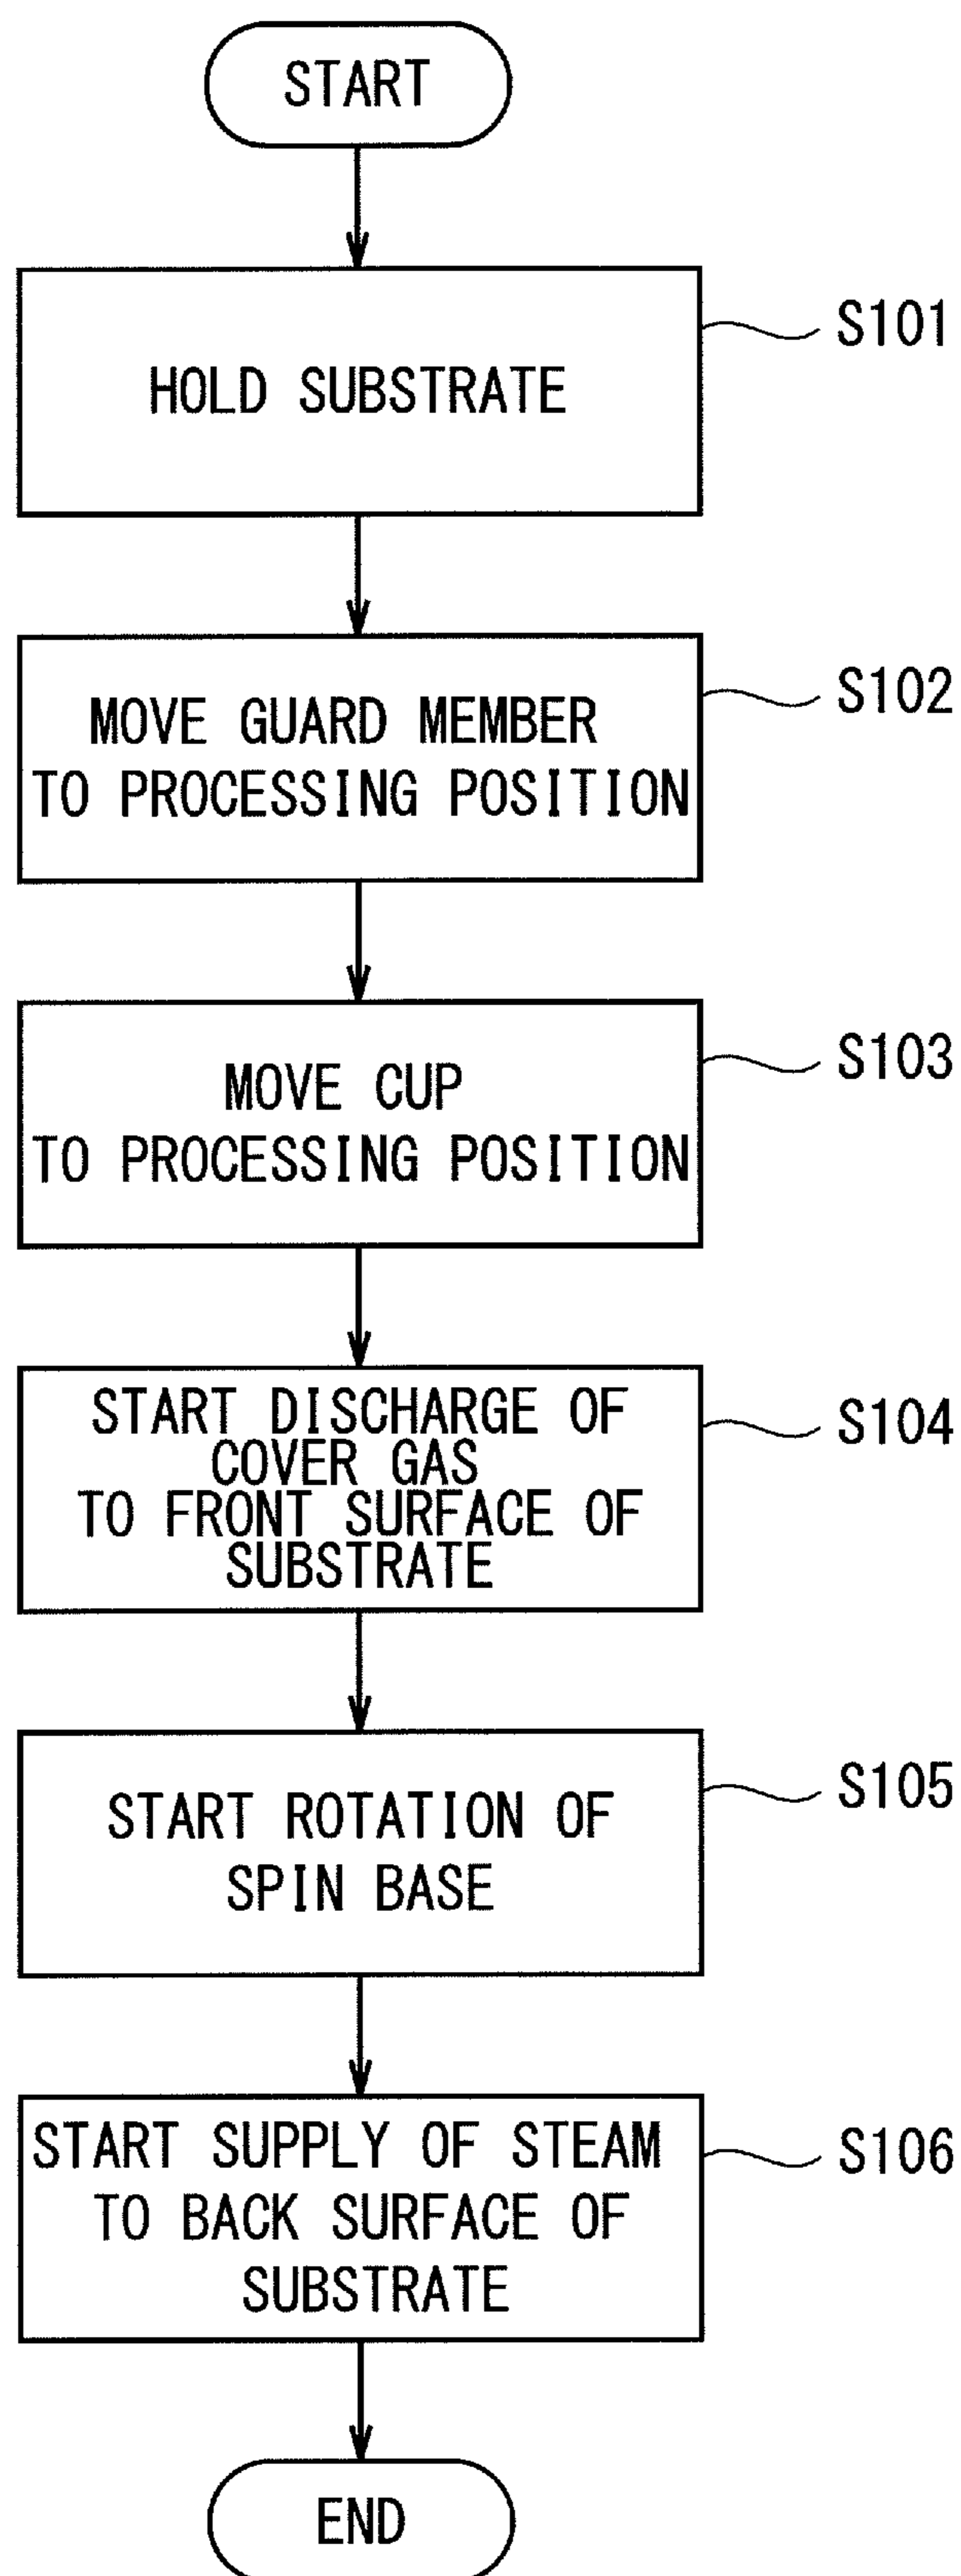 START
HOLD SUBSTRATE
S101
MOVE GUARD MEMBER
TO PROCESSING POSITION
S102
MOVE CUP
TO PROCESSING POSITION
S103
START DISCHARGE OF
COVER GAS
TO FRONT SURFACE OF
SUBSTRATE
S104
START ROTATION OF
SPIN BASE
S105
START SUPPLY OF STEAM
TO BACK SURFACE OF
SUBSTRATE
S106
END